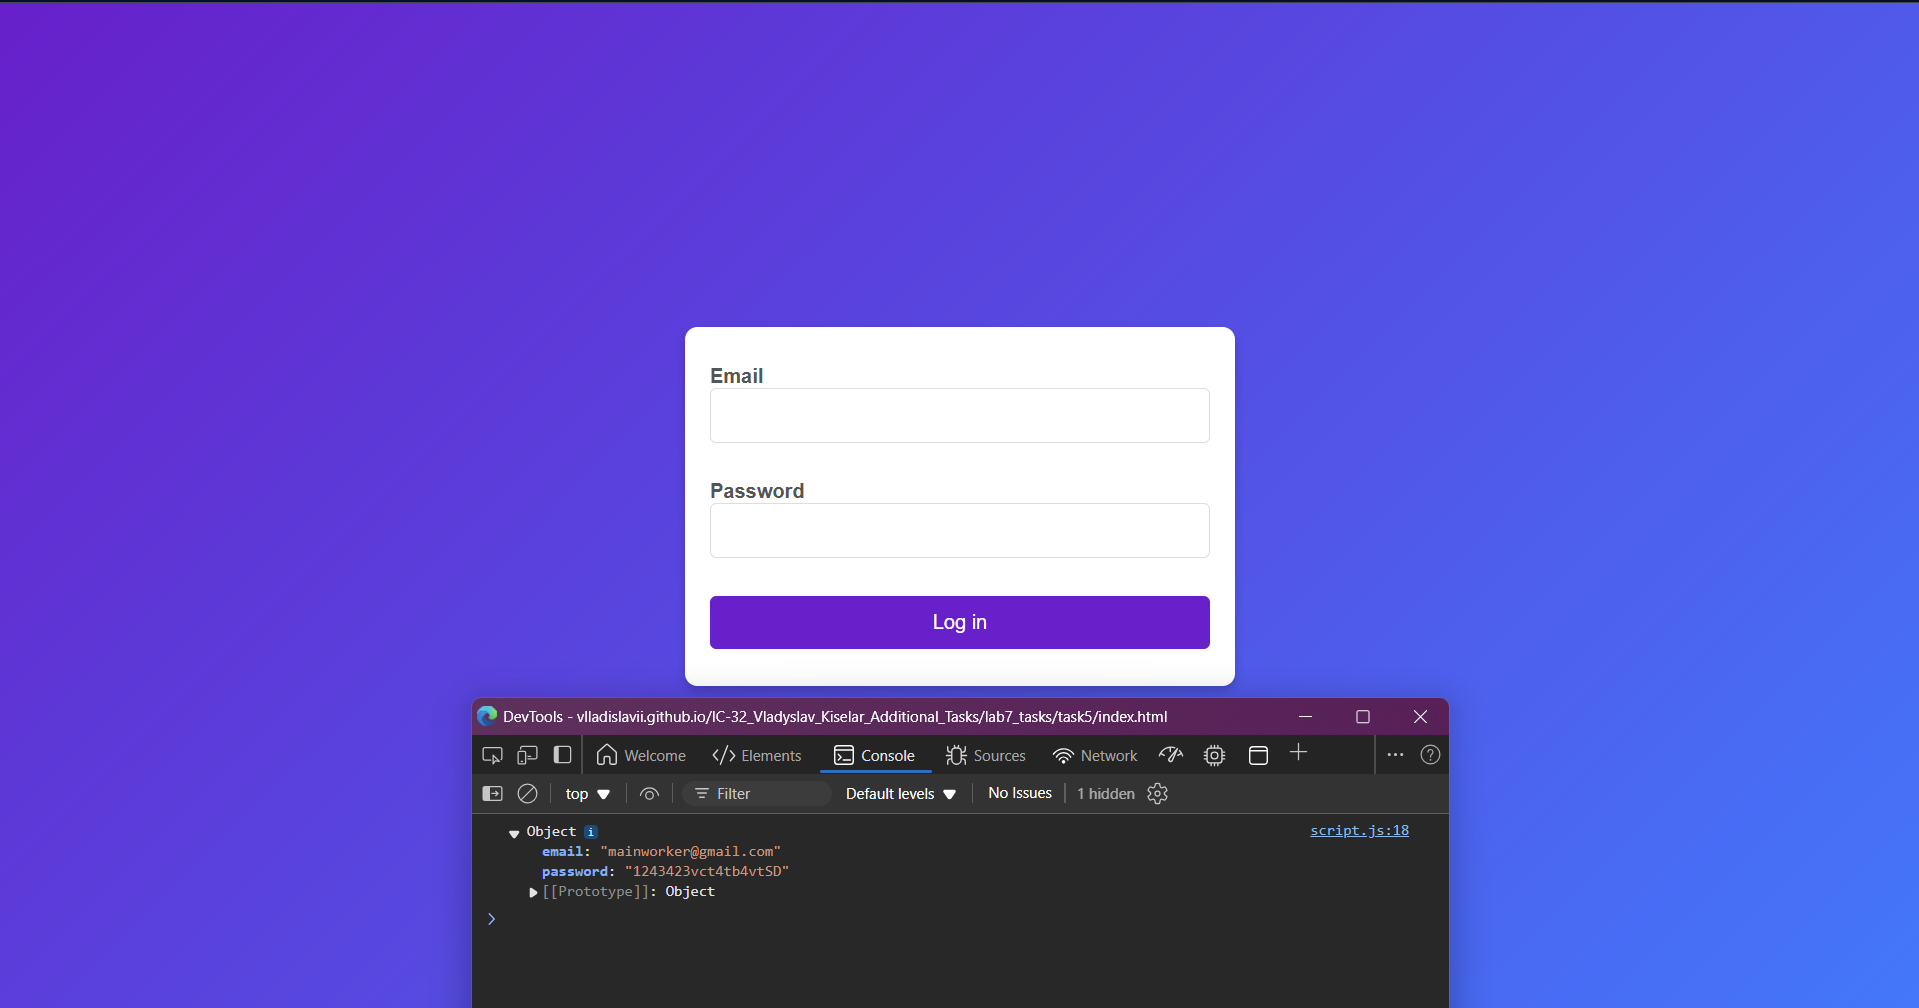 Email
Password
Log in
DevTools - vlladislavii.github.io/IC-32_Vladyslav_Kiselar_Additional_Tasks/lab7_tasks/task5/index.html
Welcome Elements Console Sources Network
top Filter Default levels No Issues 1 hidden
Object i script.js:18
email: "mainworker@gmail.com"
password: "1243423vct4tb4vtSD"
[[Prototype]]: Object